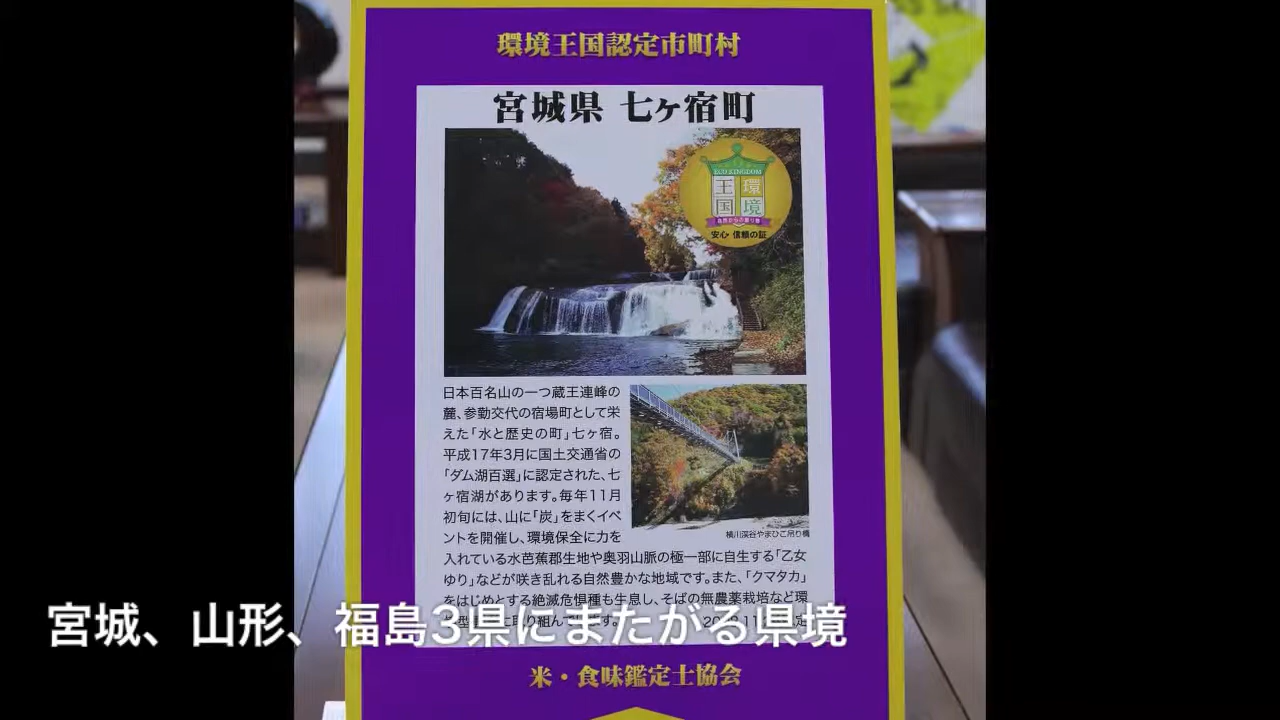 環境王国認定市町村
宮城県 七ヶ宿町
ECO KINGDOM
王国 環境
安心 信頼の証
日本百名山の一つ蔵王連峰の
麓、参勤交代の宿場町として栄
えた「水と歴史の町」七ヶ宿。
平成17年3月に国土交通省の
「ダム湖百選」に認定された、七
ヶ宿湖があります。毎年11月
初旬には、山に「炭」をまくイベ
ントを開催し、環境保全に力を
入れている水芭蕉郡生地や奥羽山脈の極一部に自生する「乙女
ゆり」などが咲き乱れる自然豊かな地域です。また、「クマタカ」
をはじめとする絶滅危惧種も生息し、そばの無農薬栽培など環
横川渓谷やまびこ吊り橋
宮城、山形、福島3県にまたがる県境
米・食味鑑定士協会